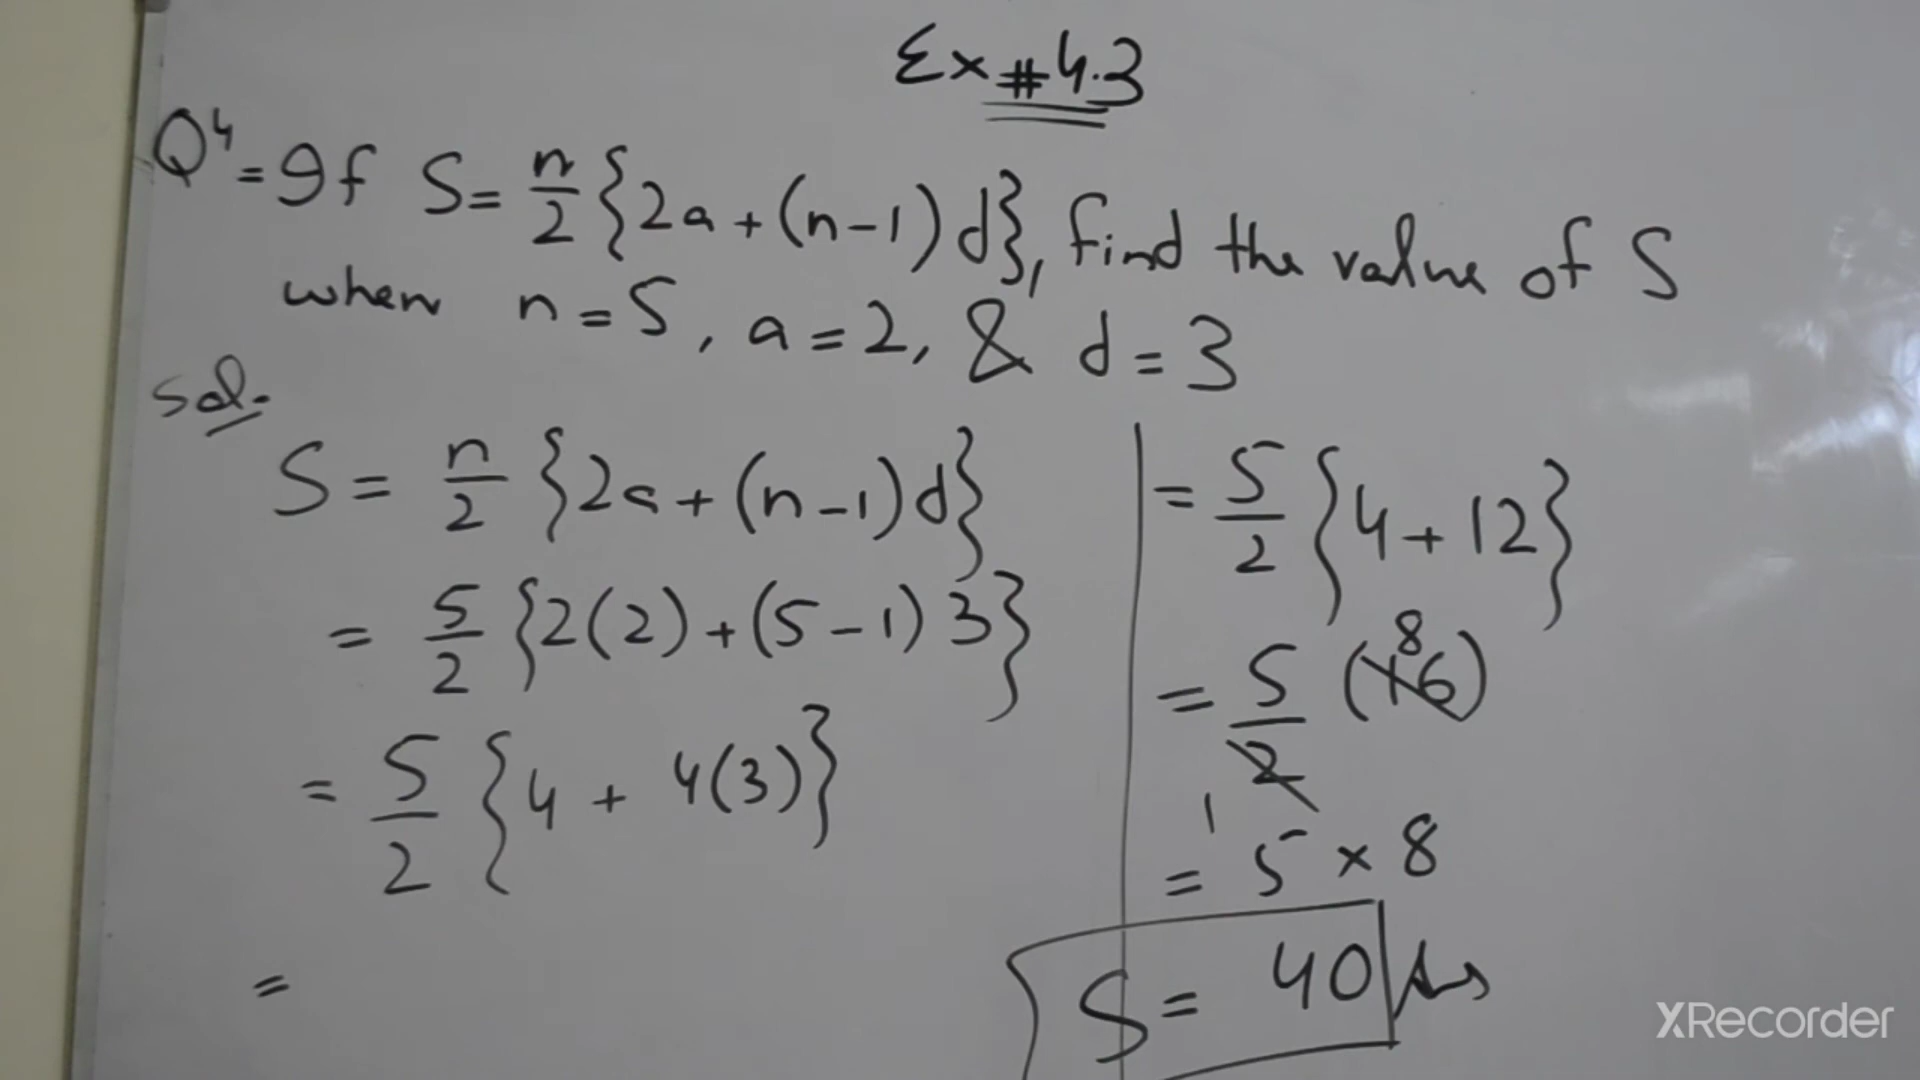 Ex #4.3
Q4= If S = n/2 {2a + (n-1) d}, find the value of S
when n = 5, a = 2, & d = 3
Sol.
S = n/2 {2a + (n-1) d}
= 5/2 {2(2) + (5-1) 3}
= 5/2 {4 + 4(3)}
=
= 5/2 {4 + 12}
8
= 5/2 (16)
1
= 5 × 8
S = 40 Ans
XRecorder